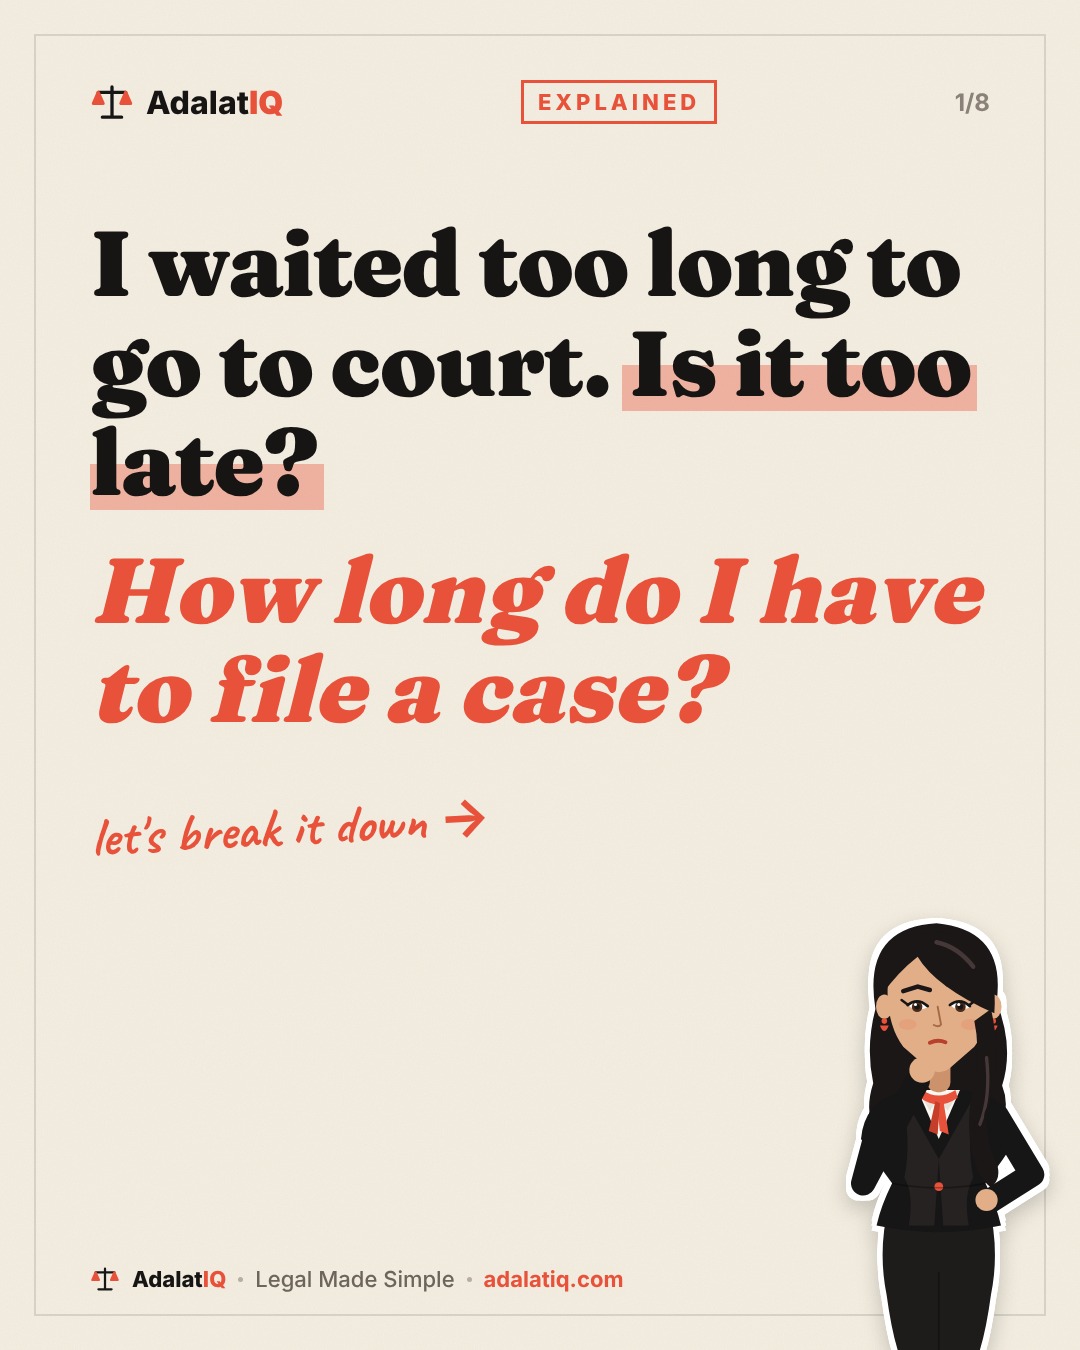 AdalatIQ
EXPLAINED
1/8
I waited too long to
go to court. Is it too
late?
How long do I have
to file a case?
let's break it down →
AdalatIQ • Legal Made Simple • adalatiq.com